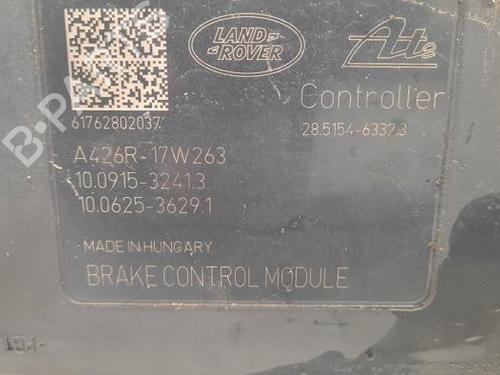 LAND
ROVER
Ate
Controller
61762802037
28.5154-6332.3
A426R-17W263
10.0915-3241.3
10.0625-3629.1
MADE IN HUNGARY
BRAKE CONTROL MODULE
B-PARTS